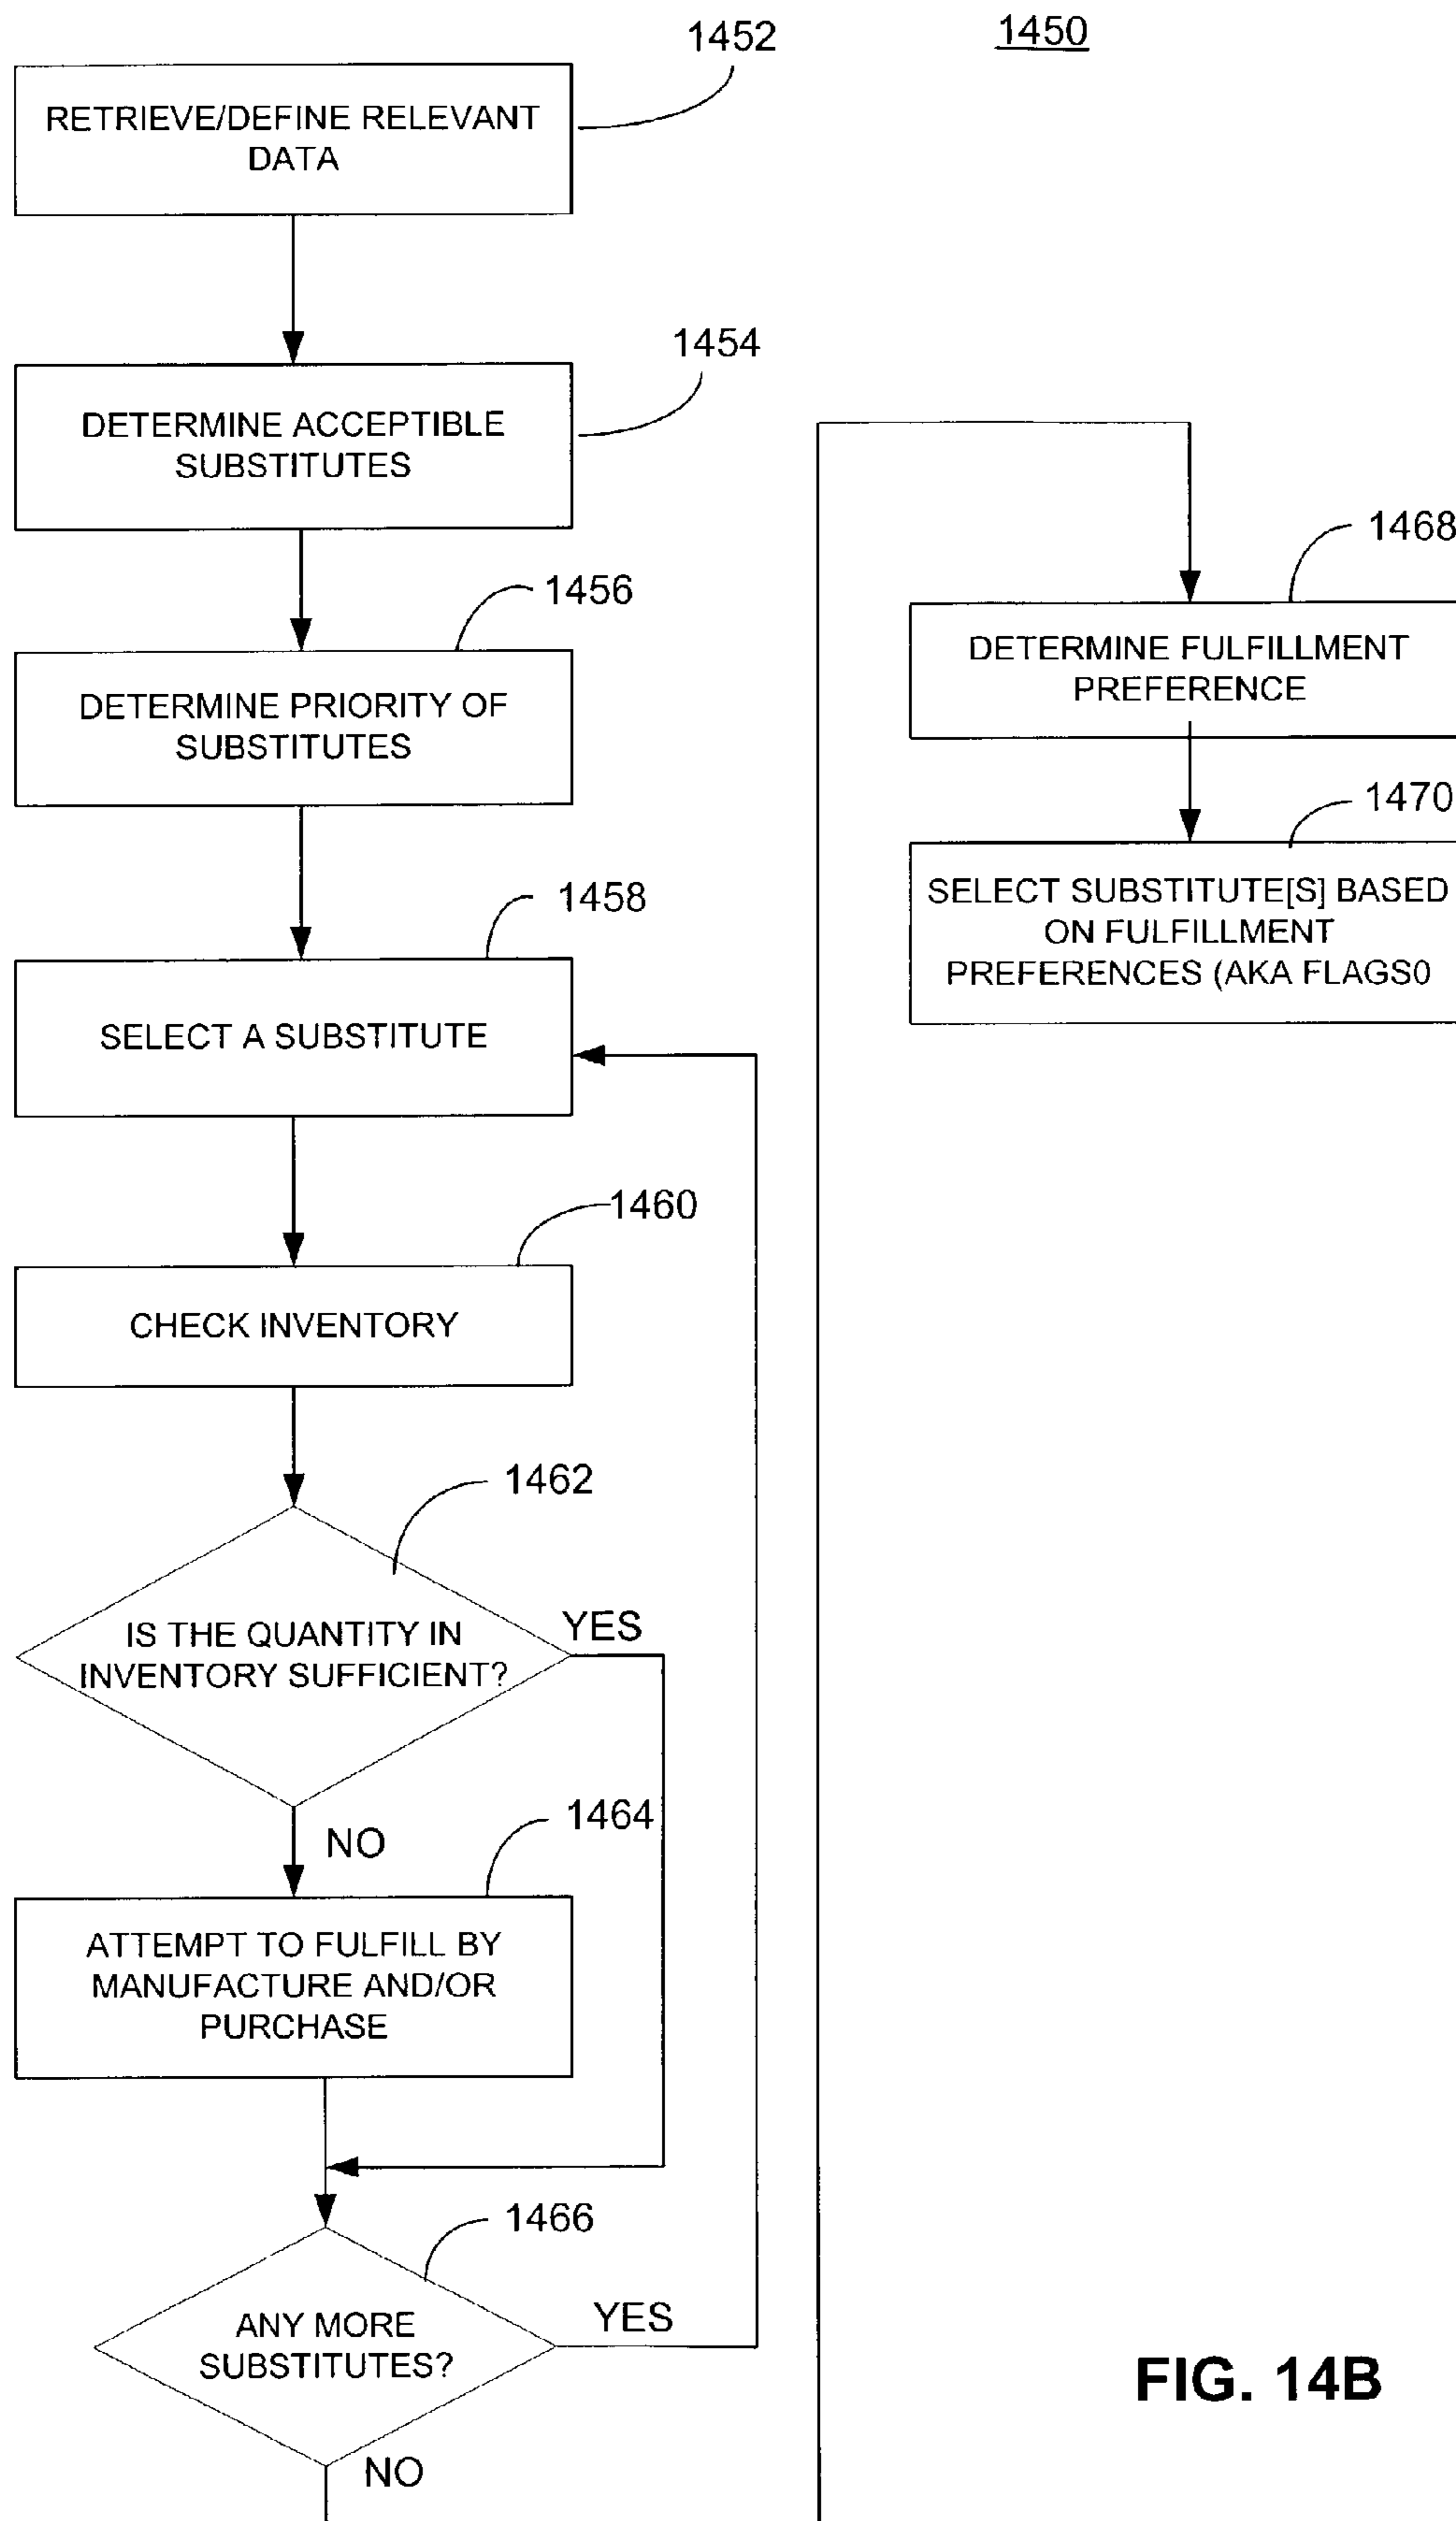 1450
1452
RETRIEVE/DEFINE RELEVANT
DATA
1454
DETERMINE ACCEPTIBLE
SUBSTITUTES
1456
DETERMINE PRIORITY OF
SUBSTITUTES
1458
SELECT A SUBSTITUTE
1460
CHECK INVENTORY
1462
IS THE QUANTITY IN
INVENTORY SUFFICIENT?
YES
NO
1464
ATTEMPT TO FULFILL BY
MANUFACTURE AND/OR
PURCHASE
1466
ANY MORE
SUBSTITUTES?
YES
NO
1468
DETERMINE FULFILLMENT
PREFERENCE
1470
SELECT SUBSTITUTE[S] BASED
ON FULFILLMENT
PREFERENCES (AKA FLAGS0
FIG. 14B